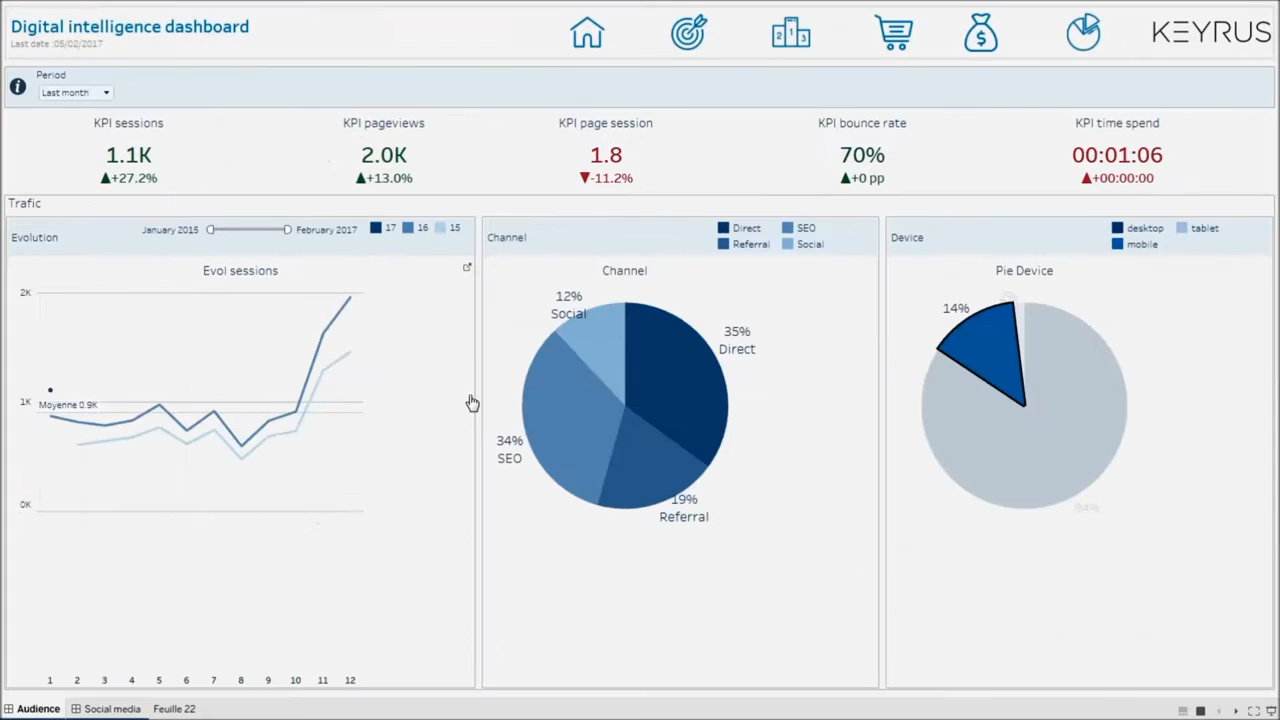 Digital intelligence dashboard
Last date :05/02/2017
1 2 3
$
KEYRUS
Period
Last month
KPI sessions
1.1K
▲+27.2%
KPI pageviews
2.0K
▲+13.0%
KPI page session
1.8
▼-11.2%
KPI bounce rate
70%
▲+0 pp
KPI time spend
00:01:06
▲+00:00:00
Trafic
Evolution
January 2015
February 2017
17
16
15
Evol sessions
2K
1K
0K
Moyenne 0.9K
1 2 3 4 5 6 7 8 9 10 11 12
Channel
Direct
SEO
Referral
Social
Channel
12%
Social
35%
Direct
34%
SEO
19%
Referral
Device
desktop
tablet
mobile
Pie Device
14%
84%
Audience
Social media
Feuille 22